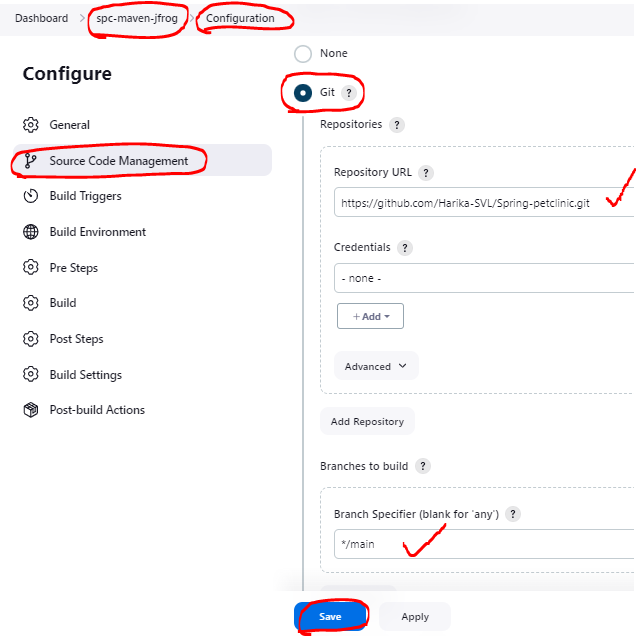 Dashboard > spc-maven-jfrog > Configuration
Configure
General
Source Code Management
Build Triggers
Build Environment
Pre Steps
Build
Post Steps
Build Settings
Post-build Actions
None
Git ?
Repositories ?
Repository URL ?
https://github.com/Harika-SVL/Spring-petclinic.git
Credentials ?
- none -
+ Add
Advanced
Add Repository
Branches to build ?
Branch Specifier (blank for 'any') ?
*/main
Save
Apply